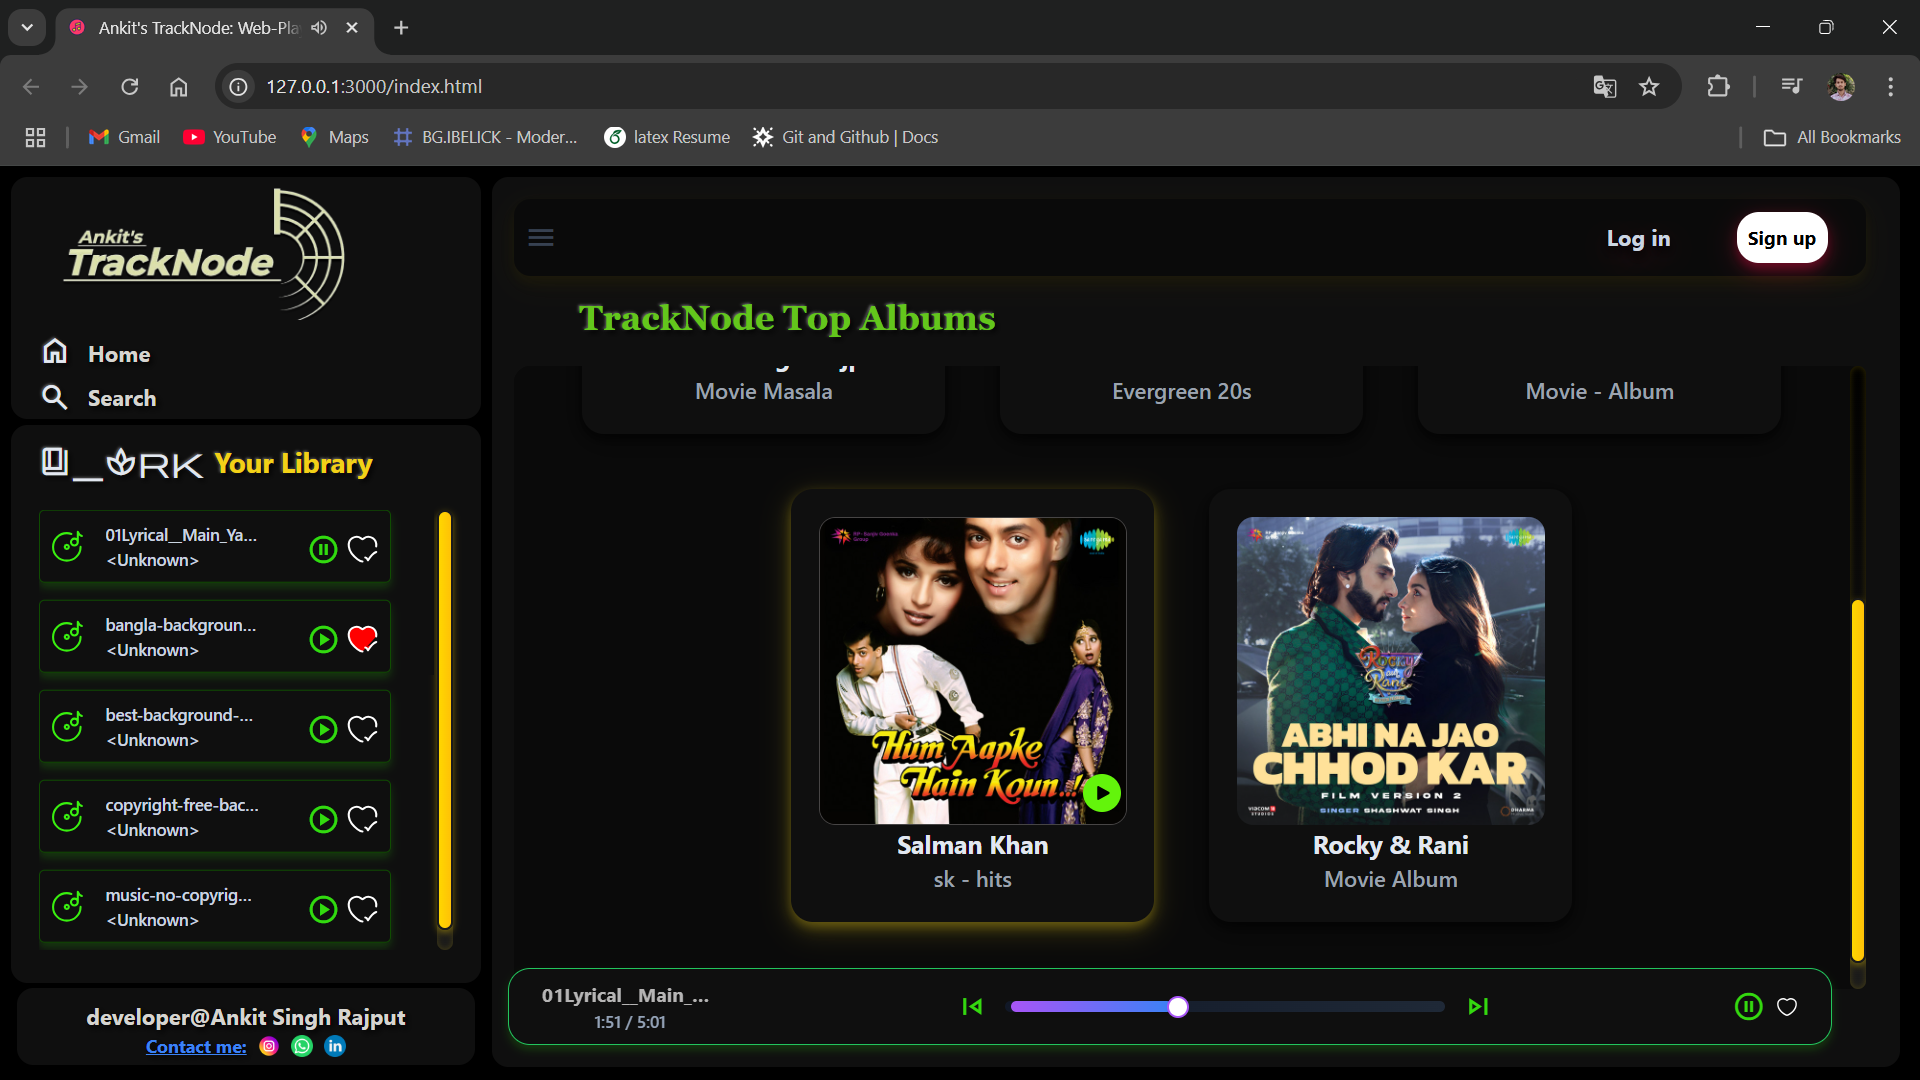 Ankit's TrackNode: Web-Pla
127.0.0.1:3000/index.html
Gmail
YouTube
Maps
BG.IBELICK - Moder...
latex Resume
Git and Github | Docs
All Bookmarks
Ankit's
TrackNode
Home
Search
RK Your Library
01Lyrical_Main_Ya...
<Unknown>
bangla-backgroun...
<Unknown>
best-background-...
<Unknown>
copyright-free-bac...
<Unknown>
music-no-copyrig...
<Unknown>
developer@Ankit Singh Rajput
Contact me:
Log in
Sign up
TrackNode Top Albums
Movie Masala
Evergreen 20s
Movie - Album
Hum Aapke
Hain Koun..!
Salman Khan
sk - hits
Rocky
Rani
ABHI NA JAO
CHHOD KAR
FILM VERSION 2
SINGER SHASHWAT SINGH
Rocky & Rani
Movie Album
01Lyrical_Main_...
1:51 / 5:01